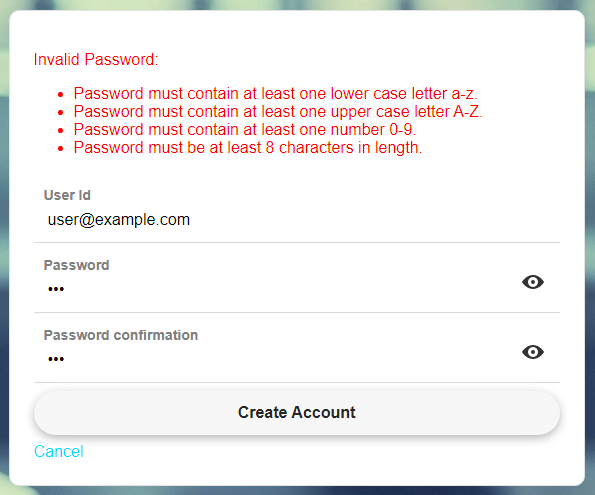 Invalid Password:
• Password must contain at least one lower case letter a-z.
• Password must contain at least one upper case letter A-Z.
• Password must contain at least one number 0-9.
• Password must be at least 8 characters in length.
User Id
user@example.com
Password
•••
Password confirmation
•••
Create Account
Cancel